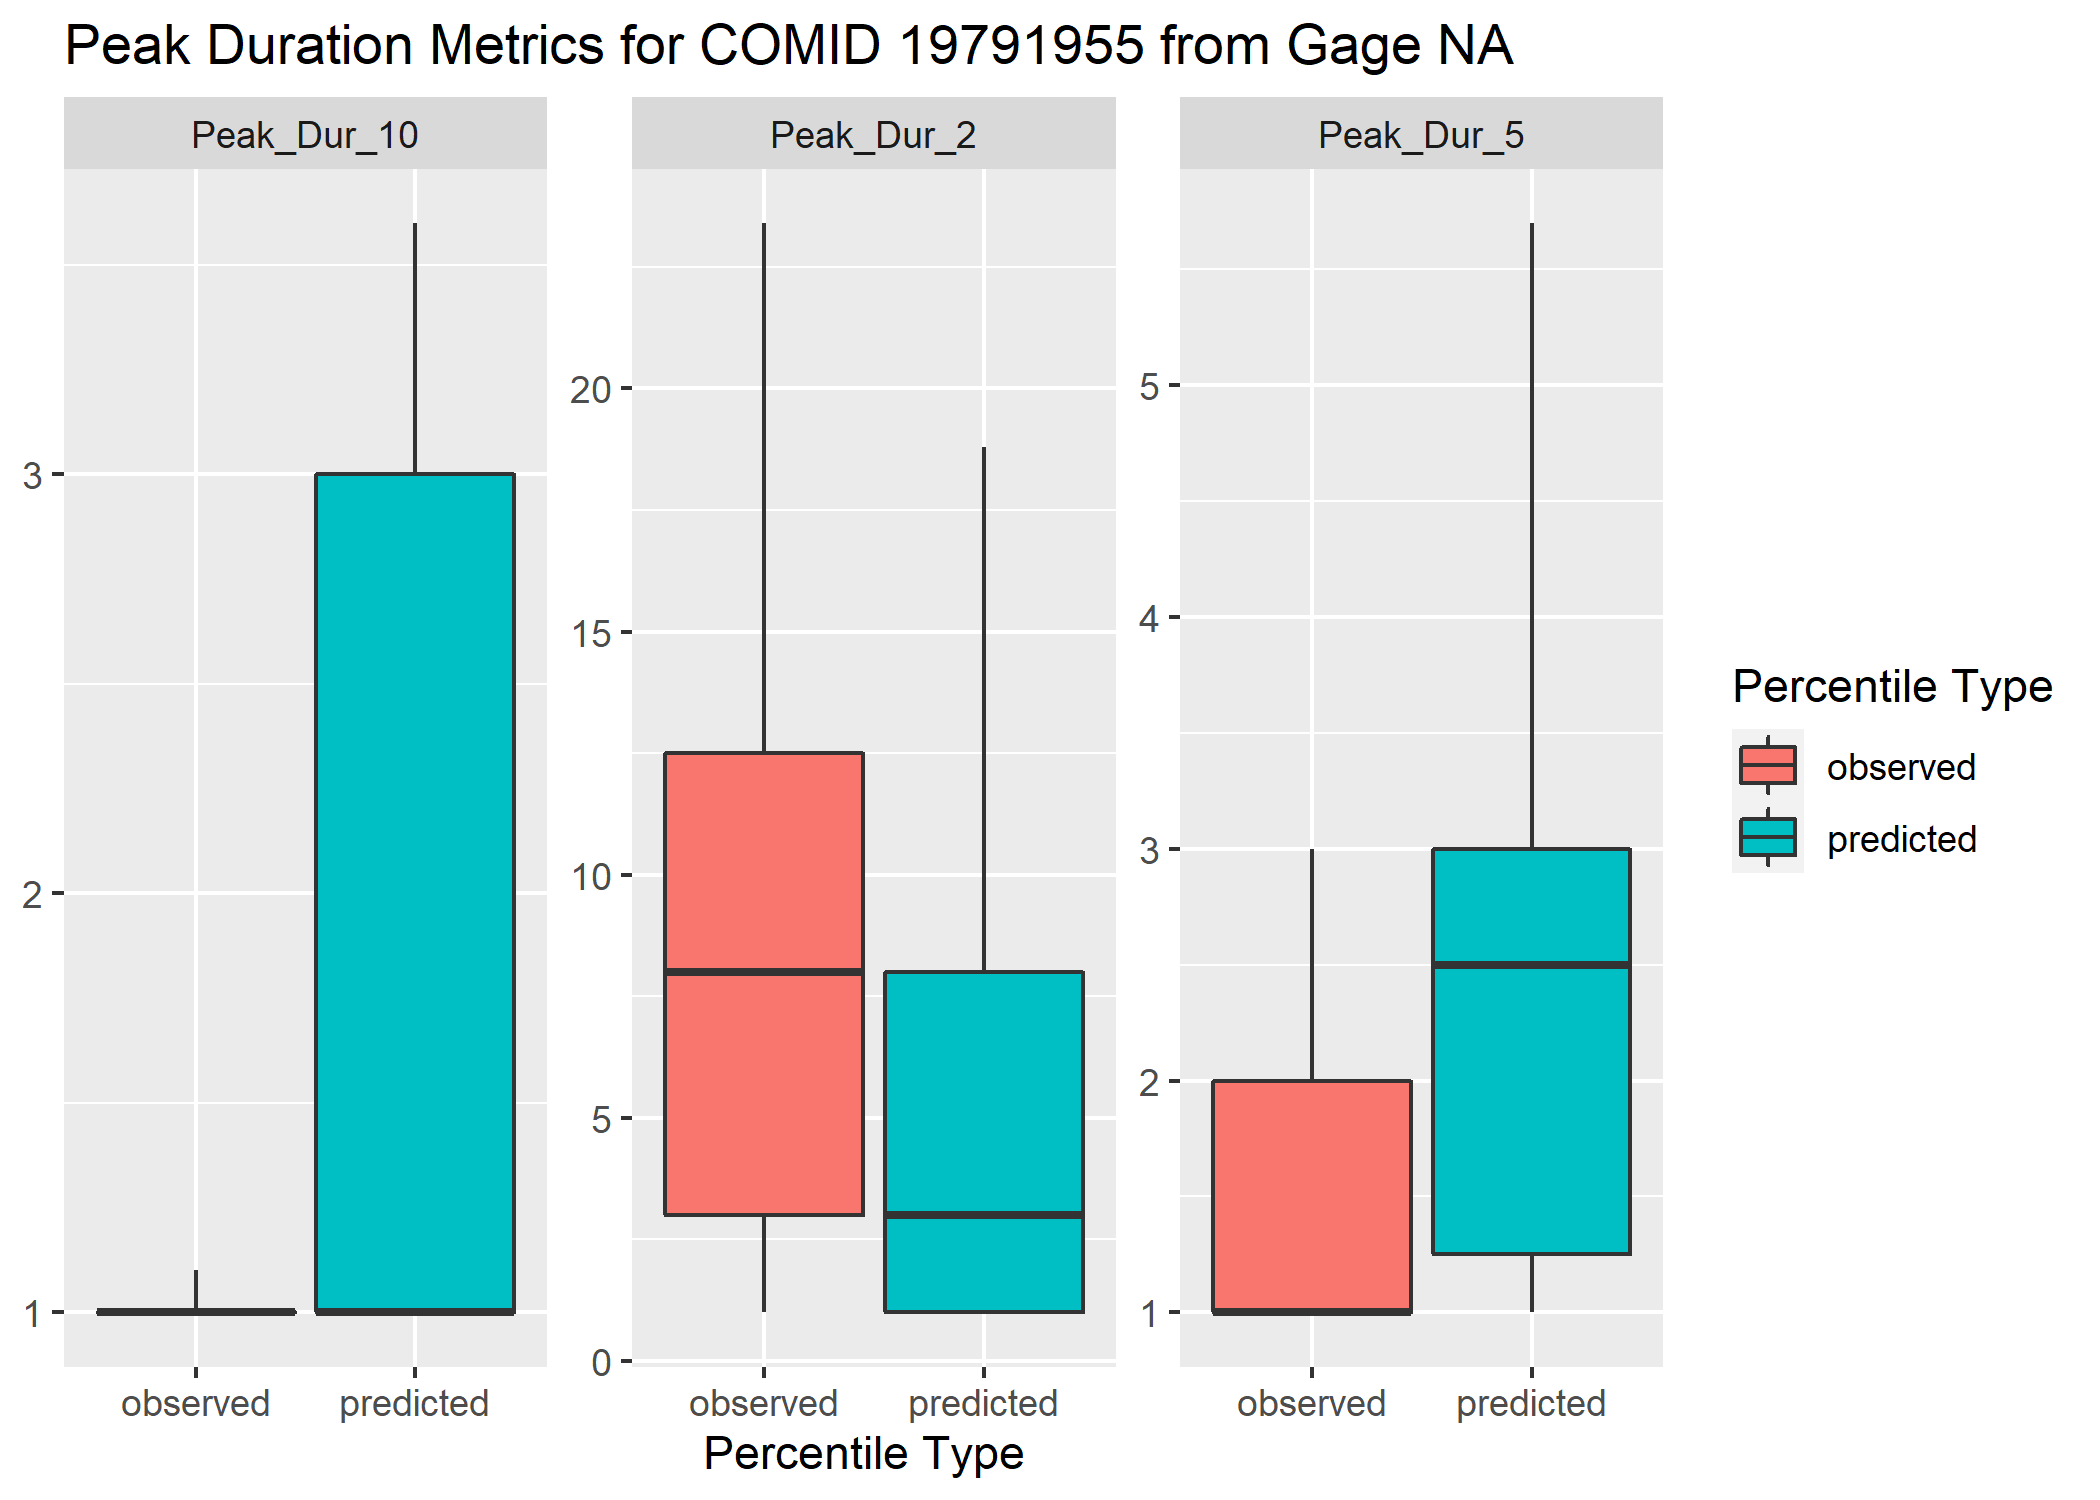 Peak Duration Metrics for COMID 19791955 from Gage NA
Peak_Dur_10
3
2
1
observed predicted
Peak_Dur_2
20
15
10
5
0
observed predicted
Peak_Dur_5
5
4
3
2
1
observed predicted
Percentile Type
Percentile Type
observed
predicted